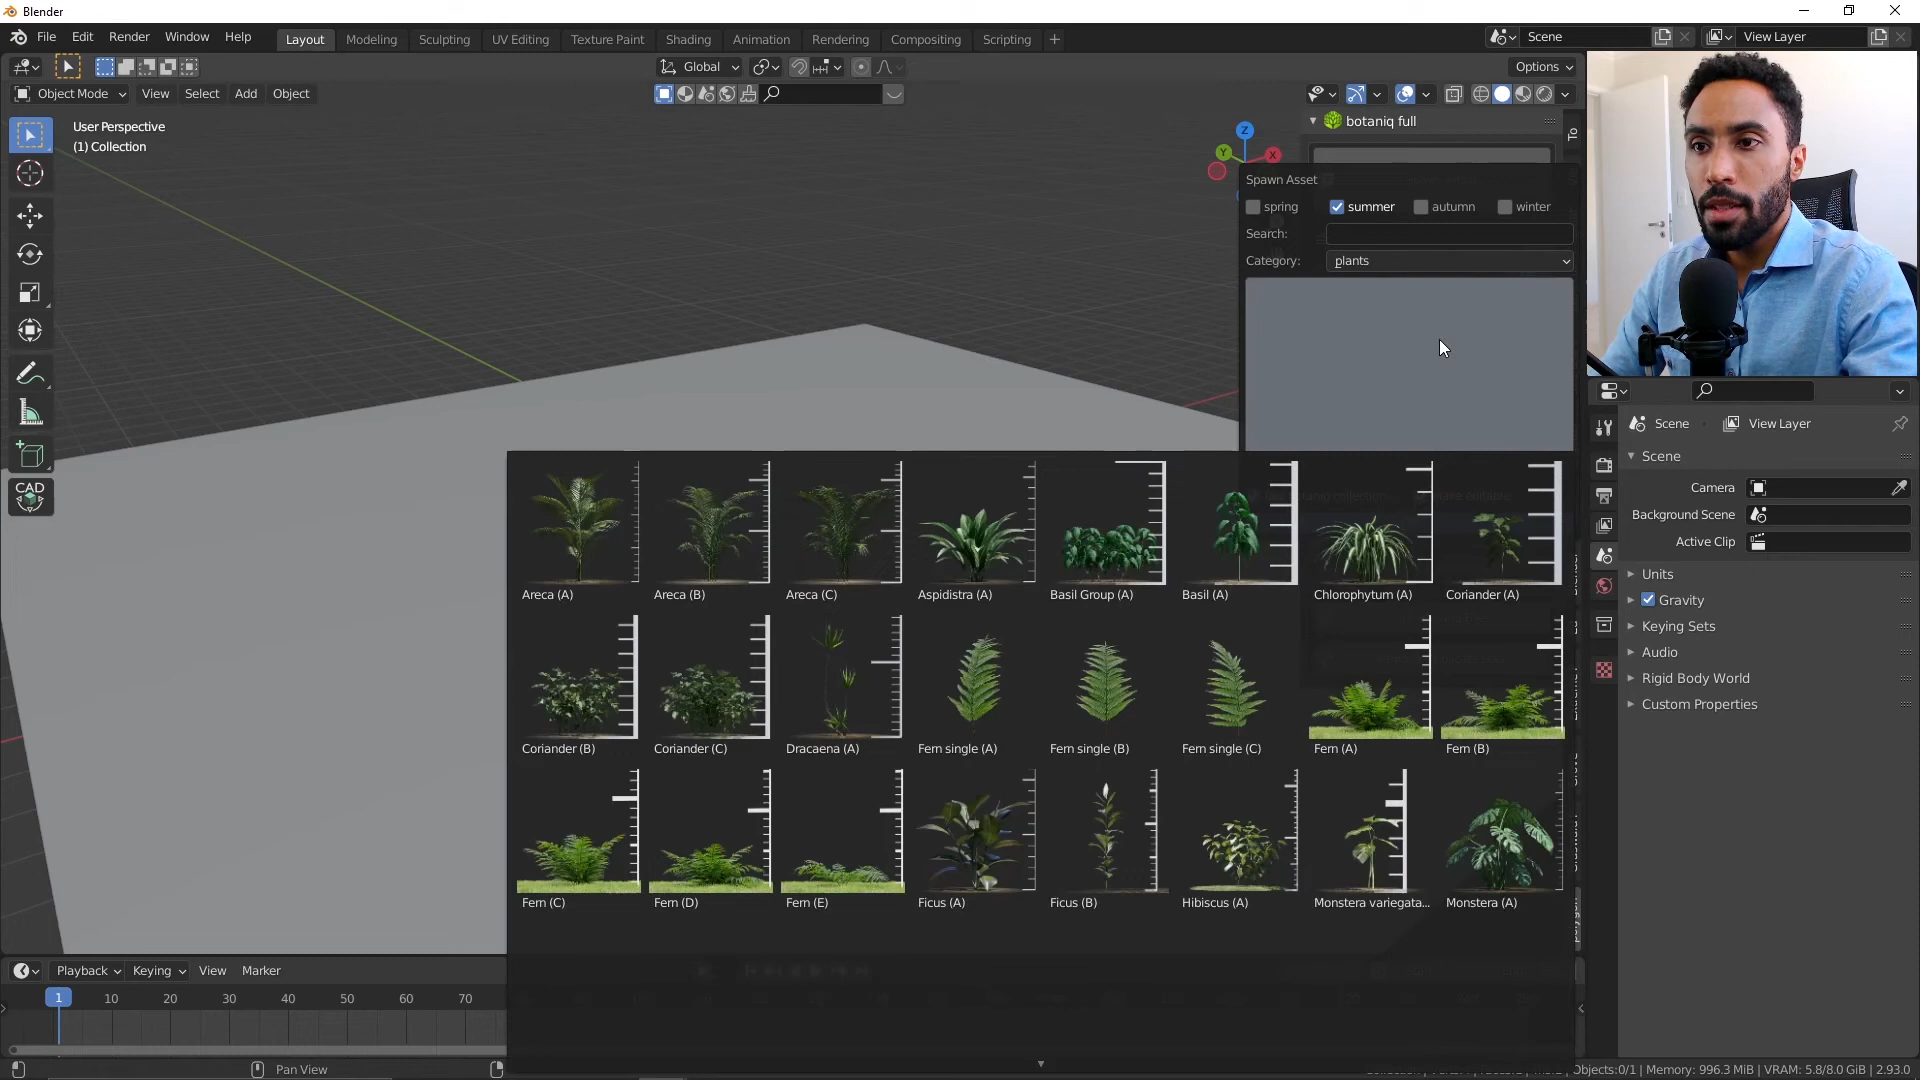 Blender
File Edit Render Window Help
Layout Modeling Sculpting UV Editing Texture Paint Shading Animation Rendering Compositing Scripting +
Scene
View Layer
Global
Options
Object Mode View Select Add Object
User Perspective
(1) Collection
Z
Y
X
botaniq full
To
Spawn Asset
spring summer autumn winter
Search:
Category: plants
CAD
Areca (A) Areca (B) Areca (C) Aspidistra (A) Basil Group (A) Basil (A) Chlorophytum (A) Coriander (A)
Coriander (B) Coriander (C) Dracaena (A) Fern single (A) Fern single (B) Fern single (C) Fern (A) Fern (B)
Fern (C) Fern (D) Fern (E) Ficus (A) Ficus (B) Hibiscus (A) Monstera variegata... Monstera (A)
Scene View Layer
Scene
Camera
Background Scene
Active Clip
Units
Gravity
Keying Sets
Audio
Rigid Body World
Custom Properties
Playback Keying View Marker
1 10 20 30 40 50 60 70
Pan View
Objects:0/1 | Memory: 996.3 MiB | VRAM: 5.8/8.0 GiB | 2.93.0